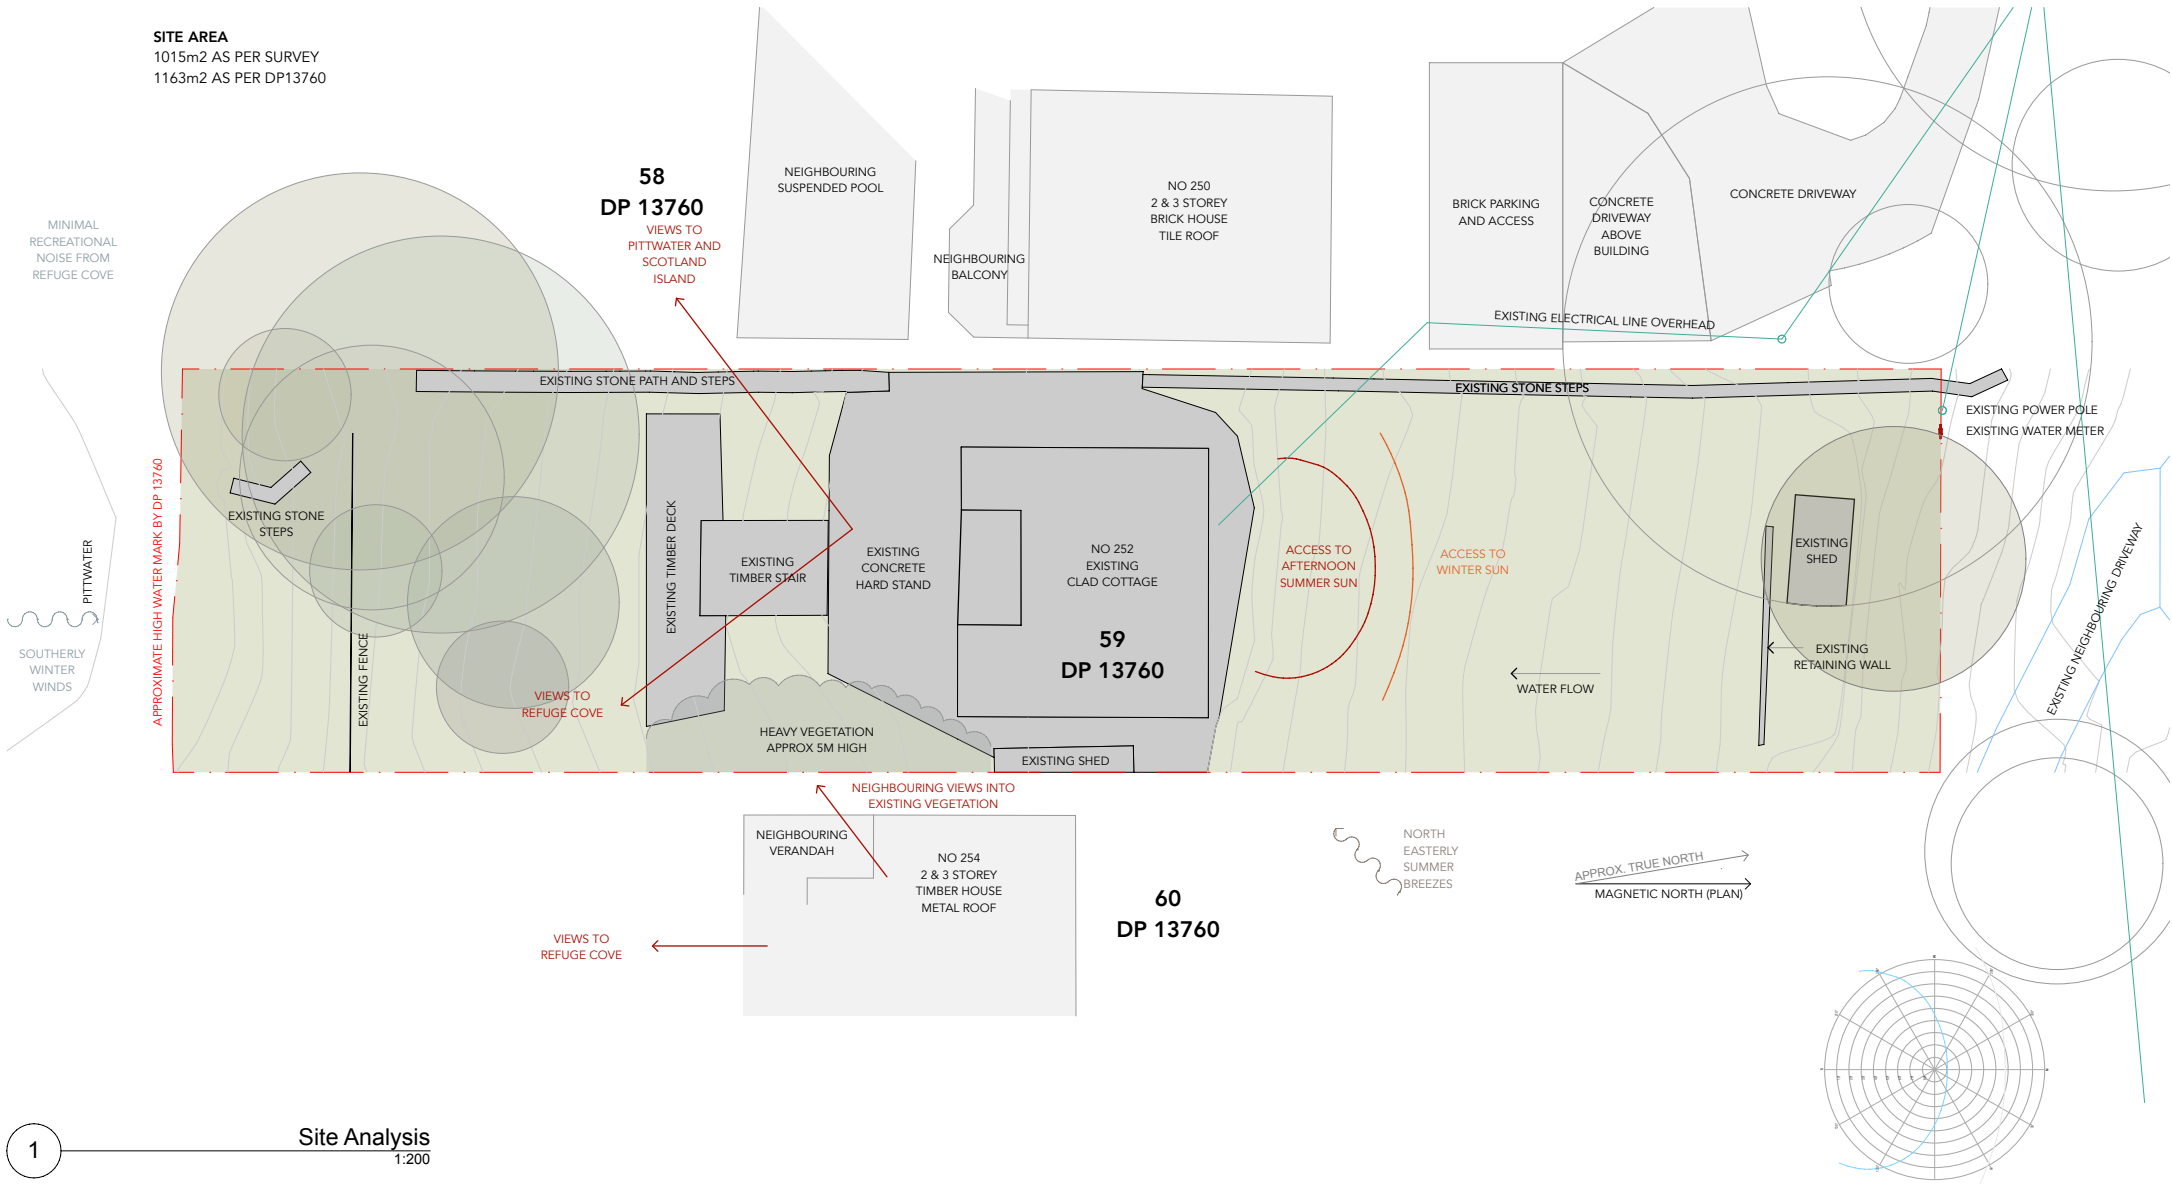 SITE AREA
1015m2 AS PER SURVEY
1163m2 AS PER DP13760
58
DP 13760
VIEWS TO
PITTWATER AND
SCOTLAND
ISLAND
NEIGHBOURING
SUSPENDED POOL
NEIGHBOURING
BALCONY
NO 250
2 & 3 STOREY
BRICK HOUSE
TILE ROOF
BRICK PARKING
AND ACCESS
CONCRETE
DRIVEWAY
ABOVE
BUILDING
CONCRETE DRIVEWAY
MINIMAL
RECREATIONAL
NOISE FROM
REFUGE COVE
EXISTING ELECTRICAL LINE OVERHEAD
EXISTING STONE PATH AND STEPS
EXISTING STONE STEPS
EXISTING POWER POLE
EXISTING WATER METER
APPROXIMATE HIGH WATER MARK BY DP 13760
PITTWATER
SOUTHERLY
WINTER
WINDS
EXISTING STONE
STEPS
EXISTING FENCE
EXISTING TIMBER DECK
EXISTING
TIMBER STAIR
EXISTING
CONCRETE
HARD STAND
NO 252
EXISTING
CLAD COTTAGE
59
DP 13760
ACCESS TO
AFTERNOON
SUMMER SUN
ACCESS TO
WINTER SUN
EXISTING
SHED
EXISTING
RETAINING WALL
WATER FLOW
EXISTING NEIGHBOURING DRIVEWAY
VIEWS TO
REFUGE COVE
HEAVY VEGETATION
APPROX 5M HIGH
EXISTING SHED
NEIGHBOURING VIEWS INTO
EXISTING VEGETATION
NEIGHBOURING
VERANDAH
NO 254
2 & 3 STOREY
TIMBER HOUSE
METAL ROOF
60
DP 13760
VIEWS TO
REFUGE COVE
NORTH
EASTERLY
SUMMER
BREEZES
APPROX. TRUE NORTH
MAGNETIC NORTH (PLAN)
1
Site Analysis
1:200